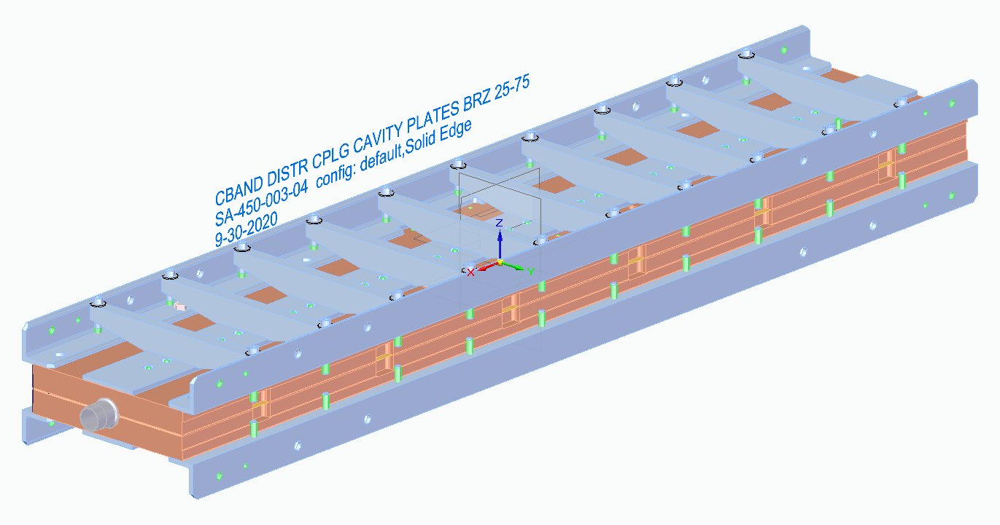 CBAND DISTR CPLG CAVITY PLATES BRZ 25-75
SA-450-003-04 config: default,Solid Edge
9-30-2020
Z
X
Y